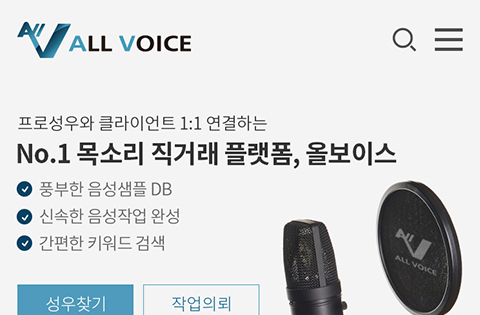 All V ALL VOICE
프로성우와 클라이언트 1:1 연결하는
No.1 목소리 직거래 플랫폼, 올보이스
풍부한 음성샘플 DB
신속한 음성작업 완성
간편한 키워드 검색
All V
ALL VOICE
성우찾기 작업의뢰